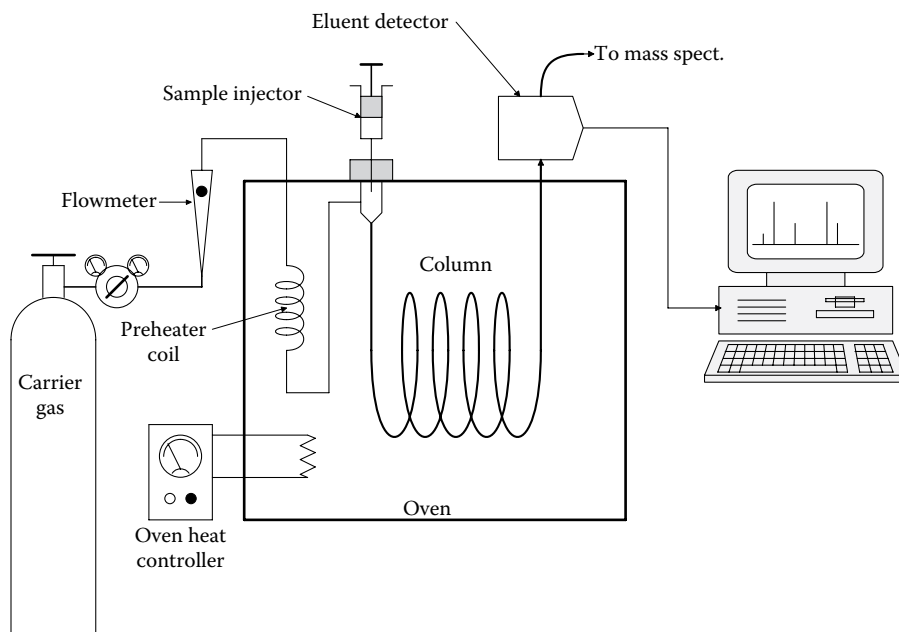 Eluent detector
To mass spect.
Sample injector
Flowmeter
Column
Preheater
coil
Carrier
gas
Oven
Oven heat
controller